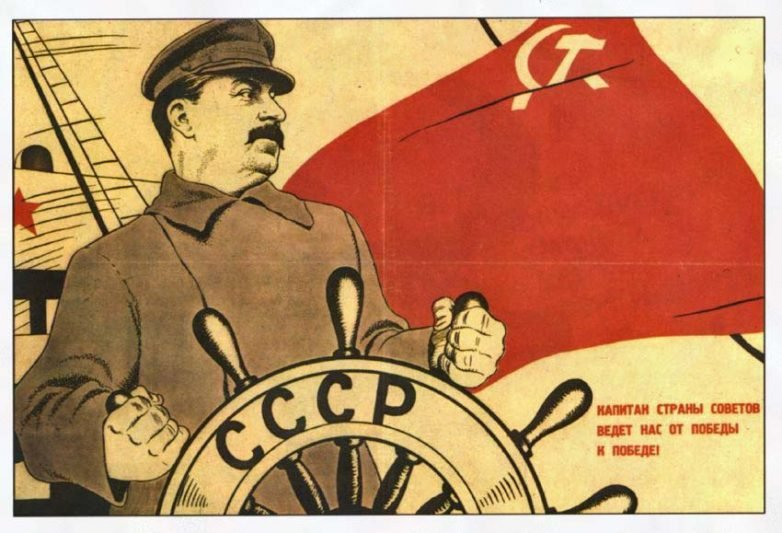 СССР
КАПИТАН СТРАНЫ СОВЕТОВ
ВЕДЕТ НАС ОТ ПОБЕДЫ
К ПОБЕДЕ!